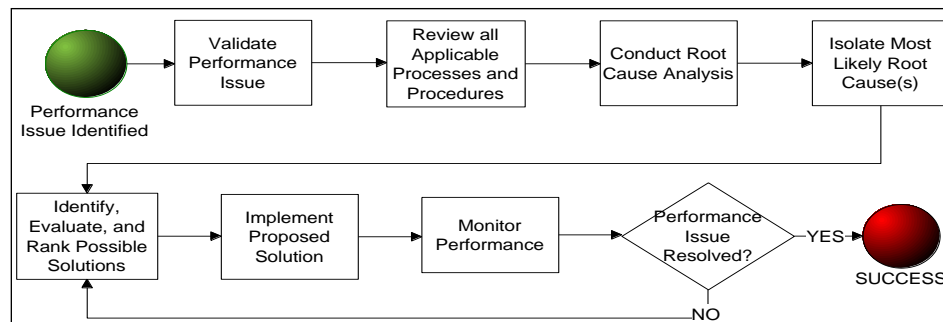 Performance
Issue Identified
Validate
Performance
Issue
Review all
Applicable
Processes and
Procedures
Conduct Root
Cause Analysis
Isolate Most
Likely Root
Cause(s)
Identify,
Evaluate, and
Rank Possible
Solutions
Implement
Proposed
Solution
Monitor
Performance
Performance
Issue
Resolved?
YES
SUCCESS
NO